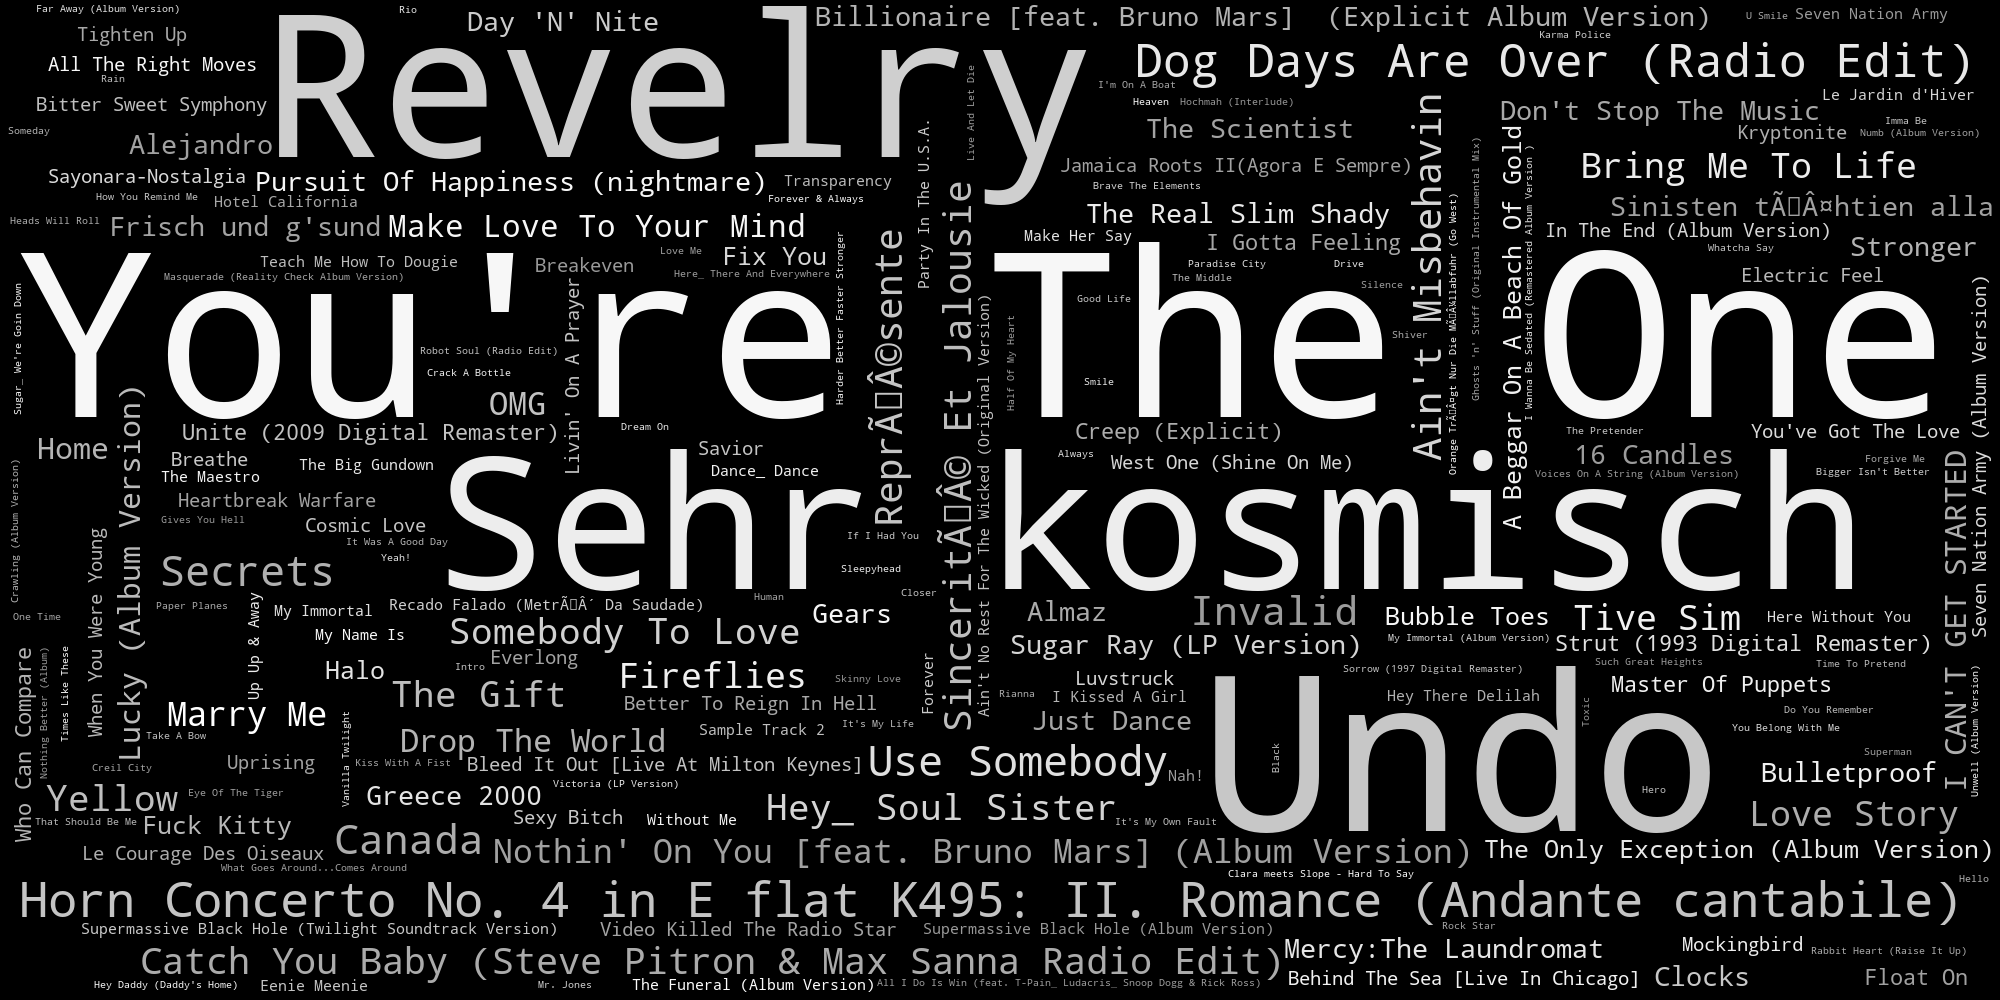 Far Away (Album Version)
Rio
Day 'N' Nite
Billionaire [feat. Bruno Mars]  (Explicit Album Version)
U Smile
Seven Nation Army
Tighten Up
Revelry
Karma Police
All The Right Moves
Dog Days Are Over (Radio Edit)
Rain
I'm On A Boat
Live And Let Die
Bitter Sweet Symphony
Heaven
Hochmah (Interlude)
Don't Stop The Music
Le Jardin d'Hiver
Someday
Alejandro
The Scientist
Imma Be
Kryptonite
Numb (Album Version)
Party In The U.S.A.
Ain't Misbehavin
Jamaica Roots II(Agora E Sempre)
Bring Me To Life
Sayonara-Nostalgia
Pursuit Of Happiness (nightmare)
Transparency
Brave The Elements
How You Remind Me
Hotel California
Forever & Always
Heads Will Roll
Frisch und g'sund
Make Love To Your Mind
The Real Slim Shady
Sinisten tÃ Â¤htien alla
Make Her Say
I Gotta Feeling
In The End (Album Version)
Whatcha Say
Stronger
Love Me
Fix You
Teach Me How To Dougie
Breakeven
Masquerade (Reality Check Album Version)
Here_ There And Everywhere
Paradise City
Drive
The Middle
Silence
Electric Feel
You're The One
Sugar_ We're Goin Down
Harder Better Faster Stronger
ReprÃ Â©sente
SinceritÃ Â© Et Jalousie
Ain't No Rest For The Wicked (Original Version)
Half Of My Heart
Good Life
Shiver
Orange TrÃ Â¤gt Nur Die MÃ Â¼llabfuhr (Go West)
Ghosts 'n' Stuff (Original Instrumental Mix)
A Beggar On A Beach Of Gold
I Wanna Be Sedated (Remastered Album Version )
Seven Nation Army (Album Version)
Robot Soul (Radio Edit)
Crack A Bottle
Livin' On A Prayer
Smile
OMG
Dream On
Home
Lucky (Album Version)
Unite (2009 Digital Remaster)
Savior
Creep (Explicit)
The Pretender
You've Got The Love
Breathe
The Maestro
The Big Gundown
Dance_ Dance
Always
West One (Shine On Me)
16 Candles
Voices On A String (Album Version)
Forgive Me
Bigger Isn't Better
Crawling (Album Version)
Heartbreak Warfare
Sehr kosmisch
Gives You Hell
Cosmic Love
It Was A Good Day
Yeah!
If I Had You
Sleepyhead
I CAN'T GET STARTED
When You Were Young
Secrets
Closer
Paper Planes
Up Up & Away
My Immortal
Recado Falado (MetrÃ Â´ Da Saudade)
Human
Gears
Almaz
Invalid
Bubble Toes
Tive Sim
Here Without You
One Time
My Name Is
Somebody To Love
Sugar Ray (LP Version)
My Immortal (Album Version)
Strut (1993 Digital Remaster)
Who Can Compare
Nothing Better (Album)
Times Like These
Halo
Intro
Everlong
Fireflies
Skinny Love
Forever
Luvstruck
Sorrow (1997 Digital Remaster)
Such Great Heights
Time To Pretend
The Gift
Better To Reign In Hell
Rianna
I Kissed A Girl
Hey There Delilah
Toxic
Master Of Puppets
Unwell (Album Version)
Marry Me
Vanilla Twilight
Take A Bow
Sample Track 2
It's My Life
Just Dance
Undo
Do You Remember
You Belong With Me
Drop The World
Uprising
Creil City
Kiss With A Fist
Bleed It Out [Live At Milton Keynes]
Use Somebody
Nah!
Black
Superman
Bulletproof
Yellow
Eye Of The Tiger
Greece 2000
Victoria (LP Version)
Hey_ Soul Sister
Hero
Love Story
That Should Be Me
Fuck Kitty
Sexy Bitch
Without Me
It's My Own Fault
Canada
Le Courage Des Oiseaux
Nothin' On You [feat. Bruno Mars] (Album Version)
The Only Exception (Album Version)
What Goes Around...Comes Around
Clara meets Slope - Hard To Say
Hello
Horn Concerto No. 4 in E flat K495: II. Romance (Andante cantabile)
Supermassive Black Hole (Twilight Soundtrack Version)
Video Killed The Radio Star
Supermassive Black Hole (Album Version)
Rock Star
Catch You Baby (Steve Pitron & Max Sanna Radio Edit)
Mercy:The Laundromat
Mockingbird
Rabbit Heart (Raise It Up)
Hey Daddy (Daddy's Home)
Eenie Meenie
Mr. Jones
The Funeral (Album Version)
All I Do Is Win (feat. T-Pain_ Ludacris_ Snoop Dogg & Rick Ross)
Behind The Sea [Live In Chicago]
Clocks
Float On